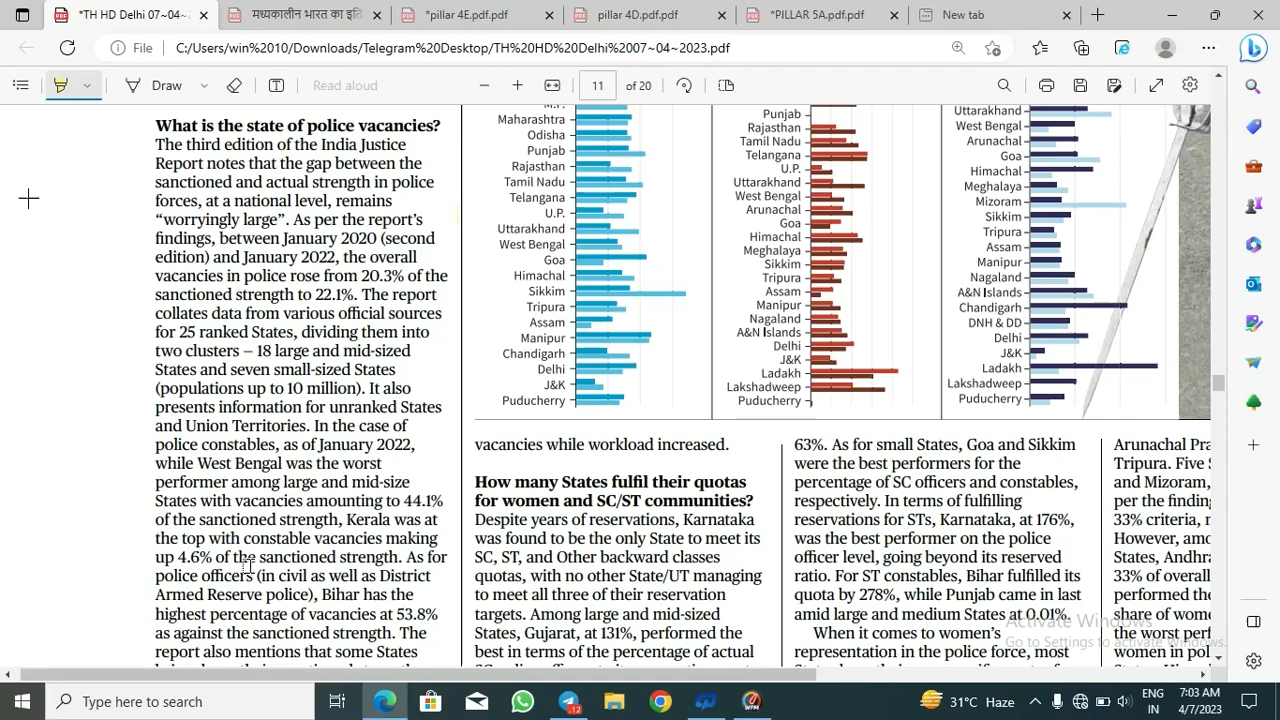 *TH HD Delhi 07~04~
मध्यकालीन भारत का इति
*pillar 4E.pdf.pdf
pillar 4D.pdf.pdf
*PILLAR 5A.pdf.pdf
New tab
File
C:/Users/win%2010/Downloads/Telegram%20Desktop/TH%20HD%20Delhi%2007~04~2023.pdf
Draw
Read aloud
11
of 20
What is the state of police vacancies?
The third edition of the India Justice
Report notes that the gap between the
sanctioned and actual strength in police
forces, at a national level, remains
“worryingly large”. As per the report’s
findings, between January 2020 (second
edition) and January 2022, the overall
vacancies in police rose from 20.3% of the
sanctioned strength to 22.1%. The report
collates data from various official sources
for 25 ranked States, dividing them into
two clusters – 18 large and mid-sized
States and seven small-sized States
(populations up to 10 million). It also
presents information for unranked States
and Union Territories. In the case of
police constables, as of January 2022,
while West Bengal was the worst
performer among large and mid-size
States with vacancies amounting to 44.1%
of the sanctioned strength, Kerala was at
the top with constable vacancies making
up 4.6% of the sanctioned strength. As for
police officers (in civil as well as District
Armed Reserve police), Bihar has the
highest percentage of vacancies at 53.8%
as against the sanctioned strength. The
report also mentions that some States
M.P.
Maharashtra
Odisha
Punjab
Rajasthan
Tamil Nadu
Telangana
U.P.
Uttarakhand
West Bengal
Goa
Himachal
Sikkim
Tripura
Assam
Manipur
Chandigarh
Delhi
J&K
Puducherry
Punjab
Rajasthan
Tamil Nadu
Telangana
U.P.
Uttarakhand
West Bengal
Arunachal
Goa
Himachal
Meghalaya
Sikkim
Tripura
Assam
Manipur
Nagaland
A&N Islands
Delhi
J&K
Ladakh
Lakshadweep
Puducherry
Uttarakhand
West Bengal
Arunachal
Goa
Himachal
Meghalaya
Mizoram
Sikkim
Tripura
Assam
Manipur
Nagaland
A&N Islands
Chandigarh
DNH & DD
Delhi
J&K
Ladakh
Lakshadweep
Puducherry
vacancies while workload increased.
How many States fulfil their quotas
for women and SC/ST communities?
Despite years of reservations, Karnataka
was found to be the only State to meet its
SC, ST, and Other backward classes
quotas, with no other State/UT managing
to meet all three of their reservation
targets. Among large and mid-sized
States, Gujarat, at 131%, performed the
best in terms of the percentage of actual
63%. As for small States, Goa and Sikkim
were the best performers for the
percentage of SC officers and constables,
respectively. In terms of fulfilling
reservations for STs, Karnataka, at 176%,
was the best performer on the police
officer level, going beyond its reserved
ratio. For ST constables, Bihar fulfilled its
quota by 278%, while Punjab came in last
amid large and medium States at 0.01%.
When it comes to women’s
representation in the police force, most
Arunachal Pra
Tripura. Five S
and Mizoram,
per the finding
33% criteria, n
However, amo
States, Andhr
33% of overall
performed the
share of wom
the worst perf
women in pol
Activate Windows
Go to Settings to activate Windows.
Type here to search
12
31°C Haze
ENG
IN
7:03 AM
4/7/2023